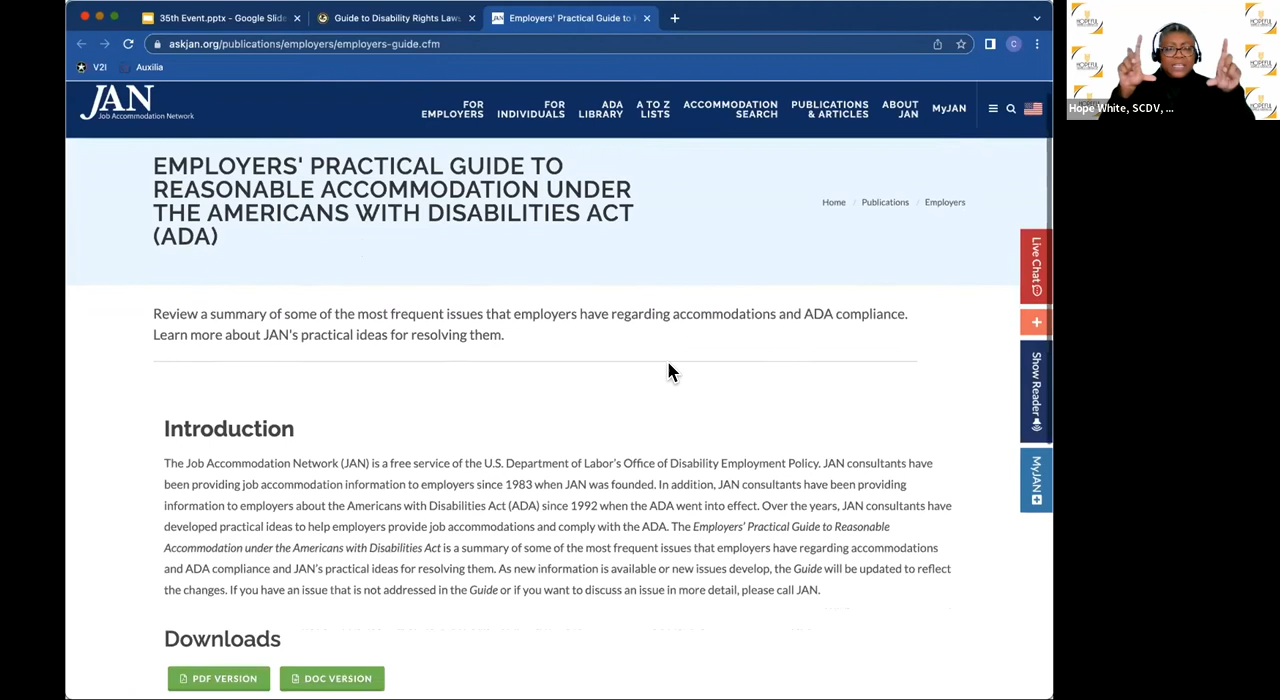 35th Event.pptx - Google Slide
Guide to Disability Rights Laws
Employers' Practical Guide to
askjan.org/publications/employers/employers-guide.cfm
C
V2I
Auxilia
JAN
Job Accommodation Network
FOR EMPLOYERS
FOR INDIVIDUALS
ADA LIBRARY
A TO Z LISTS
ACCOMMODATION SEARCH
PUBLICATIONS & ARTICLES
ABOUT JAN
MyJAN
EMPLOYERS' PRACTICAL GUIDE TO
REASONABLE ACCOMMODATION UNDER
THE AMERICANS WITH DISABILITIES ACT
(ADA)
Home / Publications / Employers
Review a summary of some of the most frequent issues that employers have regarding accommodations and ADA compliance.
Learn more about JAN's practical ideas for resolving them.
Introduction
The Job Accommodation Network (JAN) is a free service of the U.S. Department of Labor's Office of Disability Employment Policy. JAN consultants have
been providing job accommodation information to employers since 1983 when JAN was founded. In addition, JAN consultants have been providing
information to employers about the Americans with Disabilities Act (ADA) since 1992 when the ADA went into effect. Over the years, JAN consultants have
developed practical ideas to help employers provide job accommodations and comply with the ADA. The Employers' Practical Guide to Reasonable
Accommodation under the Americans with Disabilities Act is a summary of some of the most frequent issues that employers have regarding accommodations
and ADA compliance and JAN's practical ideas for resolving them. As new information is available or new issues develop, the Guide will be updated to reflect
the changes. If you have an issue that is not addressed in the Guide or if you want to discuss an issue in more detail, please call JAN.
Downloads
PDF VERSION
DOC VERSION
Live Chat
Show Reader
MyJAN
HOPEFUL
HOPEFUL
HOPEFUL
HOPEFUL
Hope White, SCDV, ...